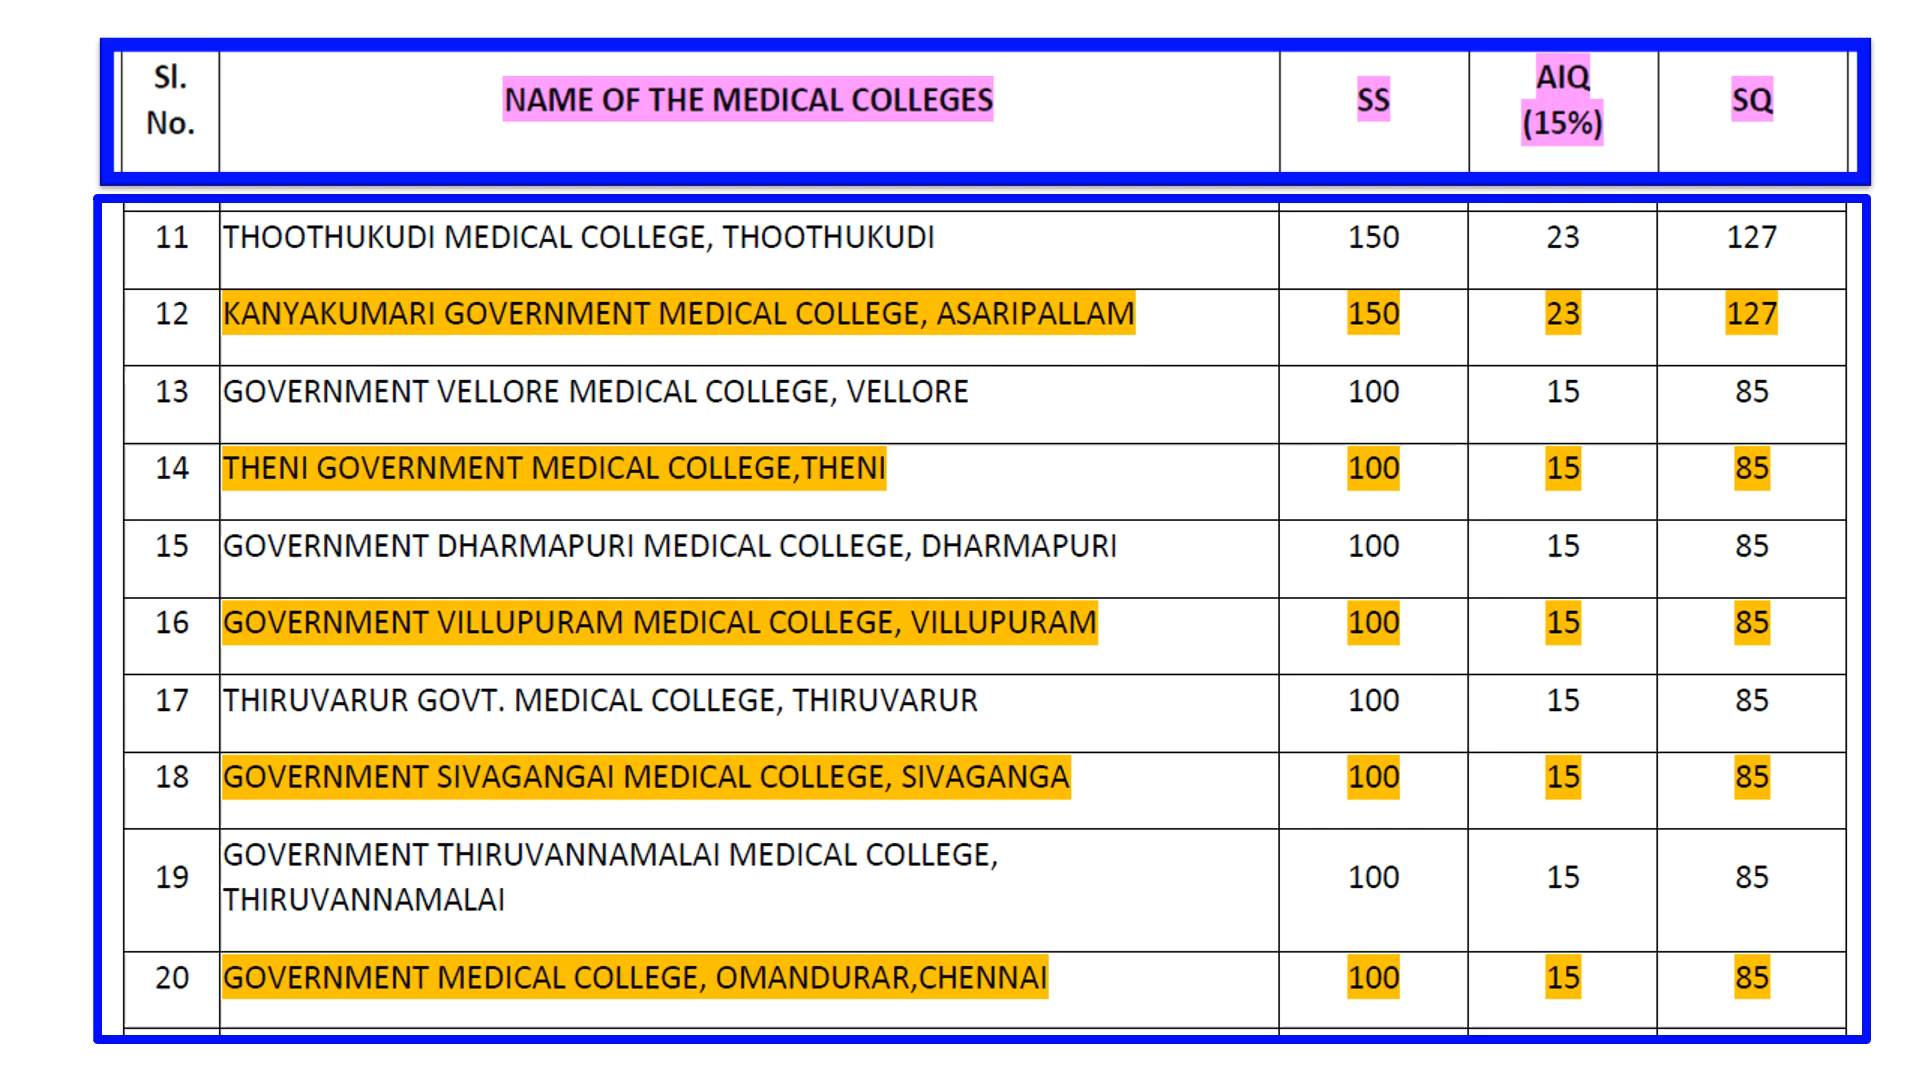 Sl. No. NAME OF THE MEDICAL COLLEGES SS AIQ (15%) SQ
11 THOOTHUKUDI MEDICAL COLLEGE, THOOTHUKUDI 150 23 127
12 KANYAKUMARI GOVERNMENT MEDICAL COLLEGE, ASARIPALLAM 150 23 127
13 GOVERNMENT VELLORE MEDICAL COLLEGE, VELLORE 100 15 85
14 THENI GOVERNMENT MEDICAL COLLEGE,THENI 100 15 85
15 GOVERNMENT DHARMAPURI MEDICAL COLLEGE, DHARMAPURI 100 15 85
16 GOVERNMENT VILLUPURAM MEDICAL COLLEGE, VILLUPURAM 100 15 85
17 THIRUVARUR GOVT. MEDICAL COLLEGE, THIRUVARUR 100 15 85
18 GOVERNMENT SIVAGANGAI MEDICAL COLLEGE, SIVAGANGA 100 15 85
19 GOVERNMENT THIRUVANNAMALAI MEDICAL COLLEGE,
THIRUVANNAMALAI 100 15 85
20 GOVERNMENT MEDICAL COLLEGE, OMANDURAR,CHENNAI 100 15 85